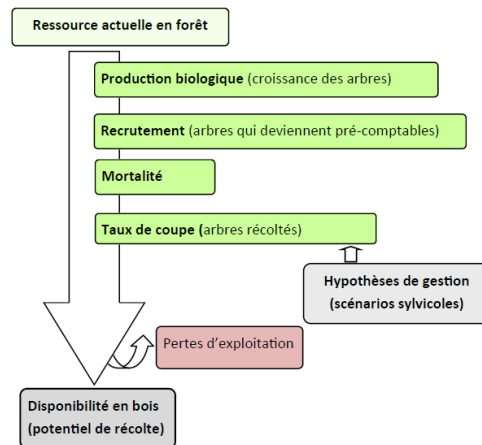 Ressource actuelle en forêt
Production biologique (croissance des arbres)
Recrutement (arbres qui deviennent pré-comptables)
Mortalité
Taux de coupe (arbres récoltés)
Hypothèses de gestion
(scénarios sylvicoles)
Pertes d'exploitation
Disponibilité en bois
(potentiel de récolte)